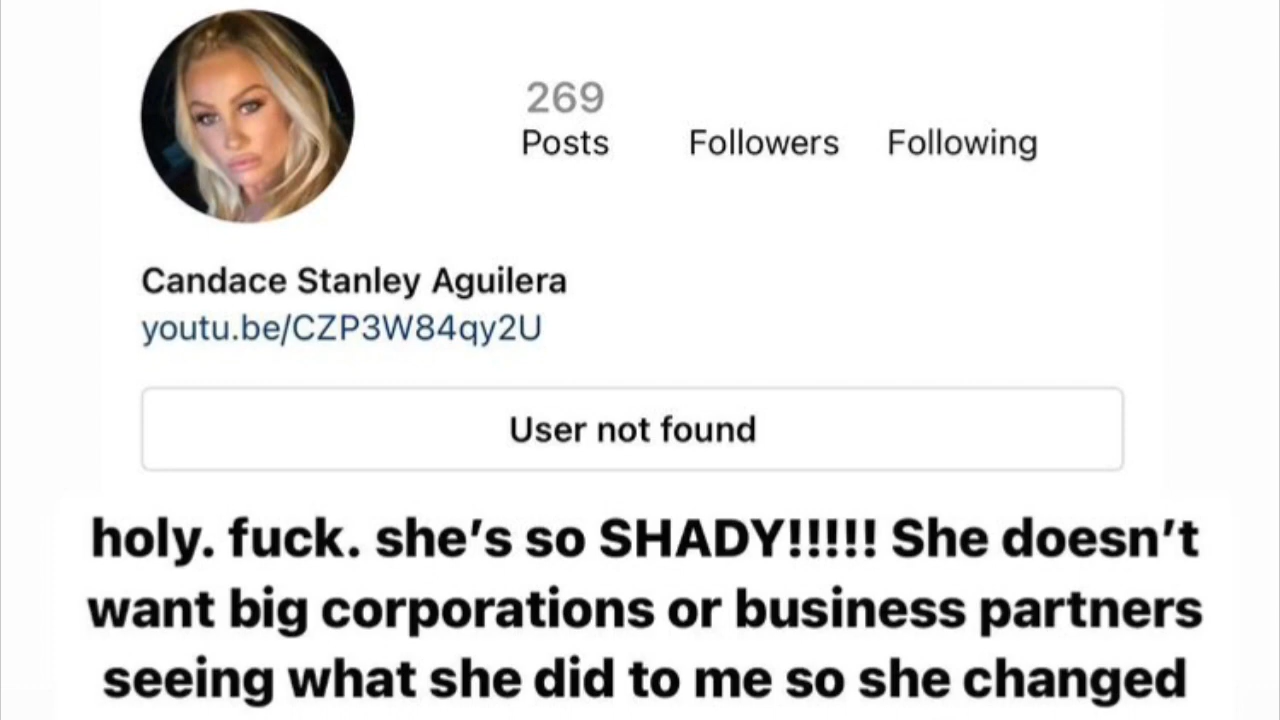 269
Posts Followers Following
Candace Stanley Aguilera
youtu.be/CZP3W84qy2U
User not found
holy. fuck. she’s so SHADY!!!!! She doesn’t
want big corporations or business partners
seeing what she did to me so she changed